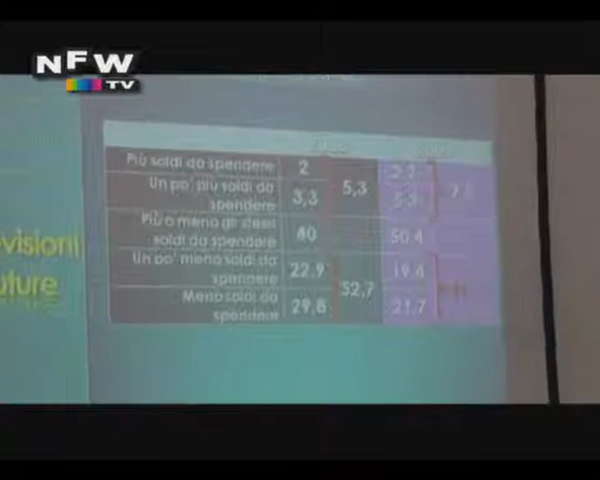 NFW
TV
Più soldi da spendere 2
Un po' più soldi da 5,3
spendere 3,3
Più o meno gli stessi
soldi da spendere 40 50.4
Un po' meno soldi da 22.9 19.4
spendere 52,7
Meno soldi da 29,8 21,7
spendere
visioni
uture